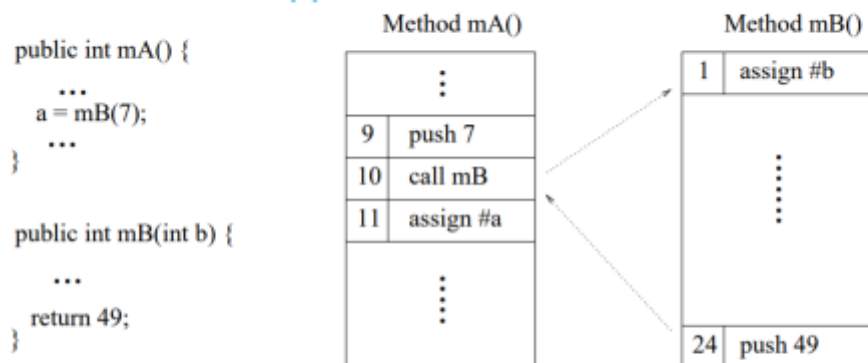 public int mA() {
...
a = mB(7);
...
}
public int mB(int b) {
...
return 49;
}
Method mA()
9 push 7
10 call mB
11 assign #a
Method mB()
1 assign #b
24 push 49